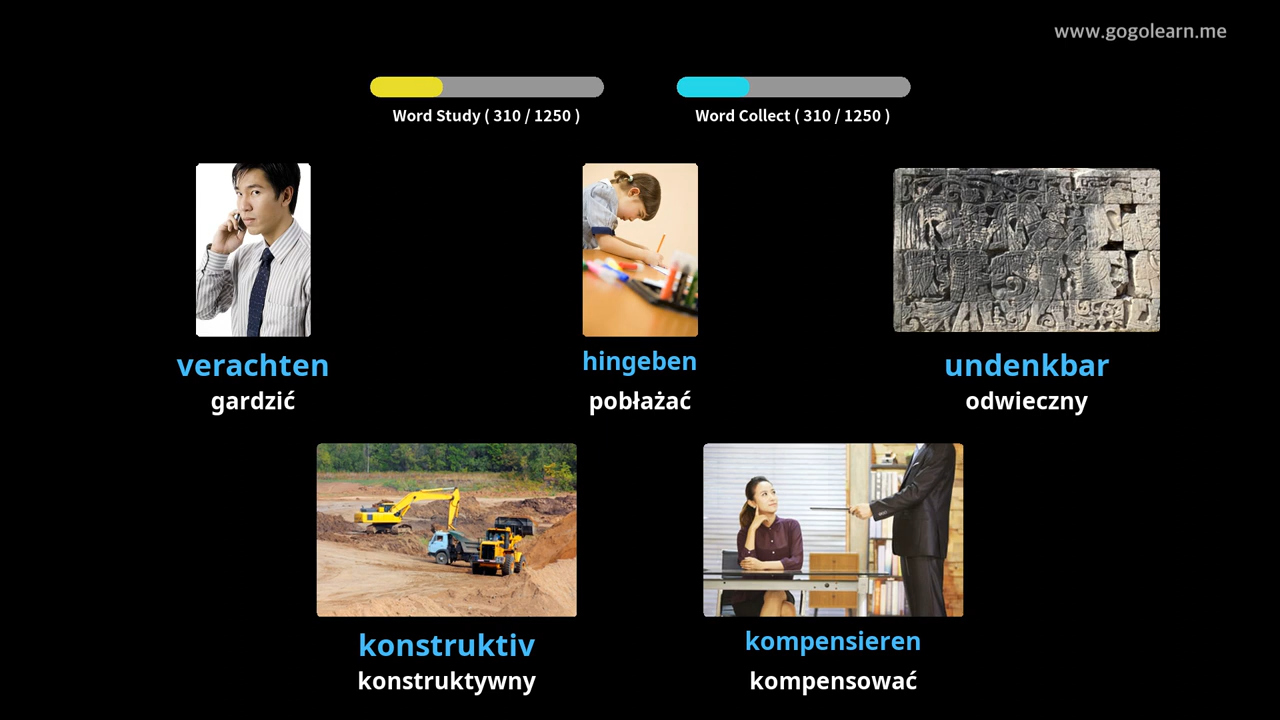 www.gogolearn.me
Word Study ( 310 / 1250 )
Word Collect ( 310 / 1250 )
verachten
gardzić
hingeben
pobłażać
undenkbar
odwieczny
konstruktiv
konstruktywny
kompensieren
kompensować